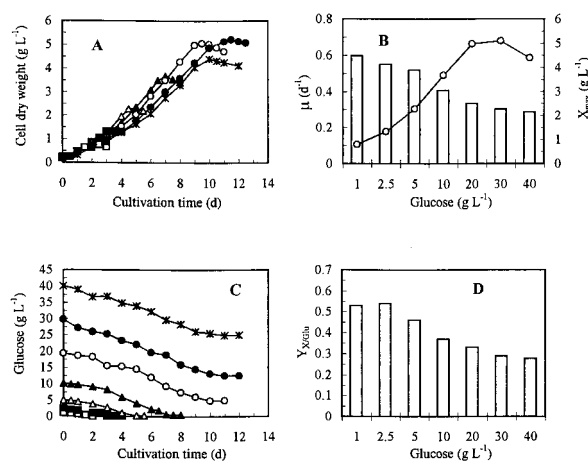 A
Cell dry weight (g L⁻¹)
6
5
4
3
2
1
0
0 2 4 6 8 10 12 14
Cultivation time (d)
B
μ (d⁻¹)
0.8
0.6
0.4
0.2
0
6
5
4
3
2
1
0
Xmax (g L⁻¹)
1 2.5 5 10 20 30 40
Glucose (g L⁻¹)
C
Glucose (g L⁻¹)
45
40
35
30
25
20
15
10
5
0
0 2 4 6 8 10 12 14
Cultivation time (d)
D
Y X/Glu
0.7
0.6
0.5
0.4
0.3
0.2
0.1
0
1 2.5 5 10 20 30 40
Glucose (g L⁻¹)